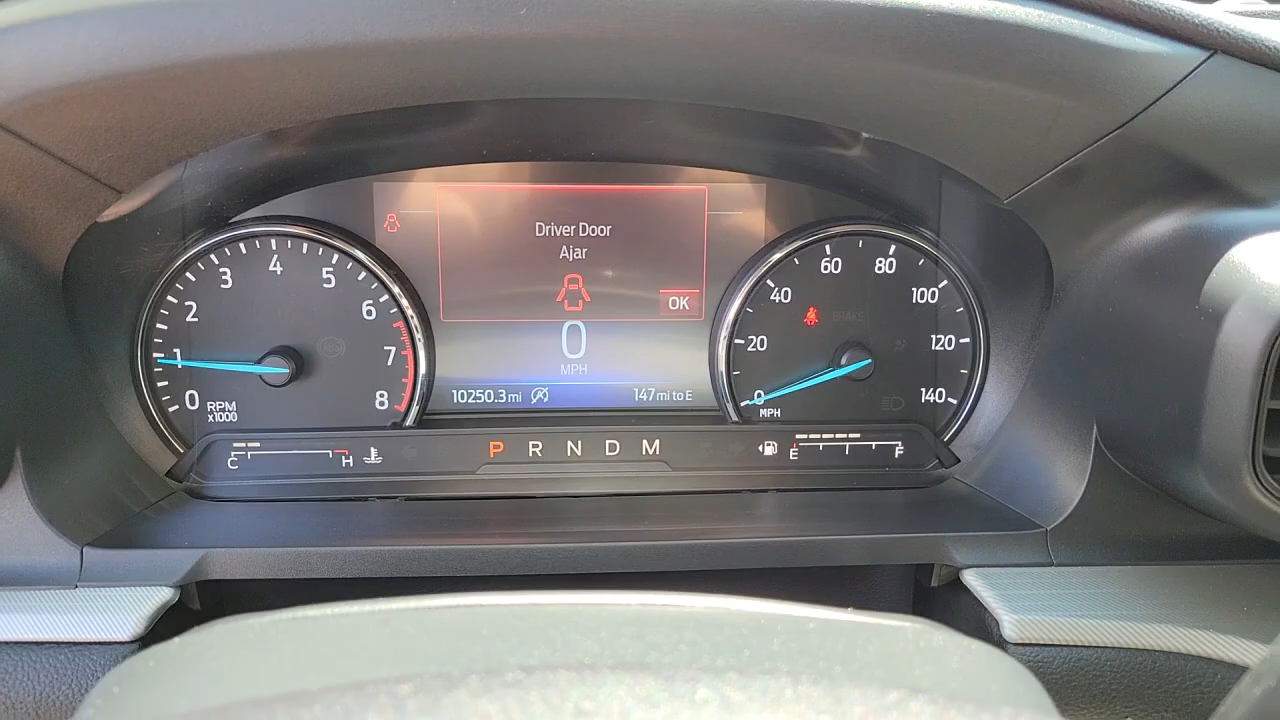 Driver Door
Ajar
OK
0
MPH
10250.3 mi
147 mi to E
0 1 2 3 4 5 6 7 8
RPM
x1000
0 20 40 60 80 100 120 140
MPH
BRAKE
C H
P R N D M
E F